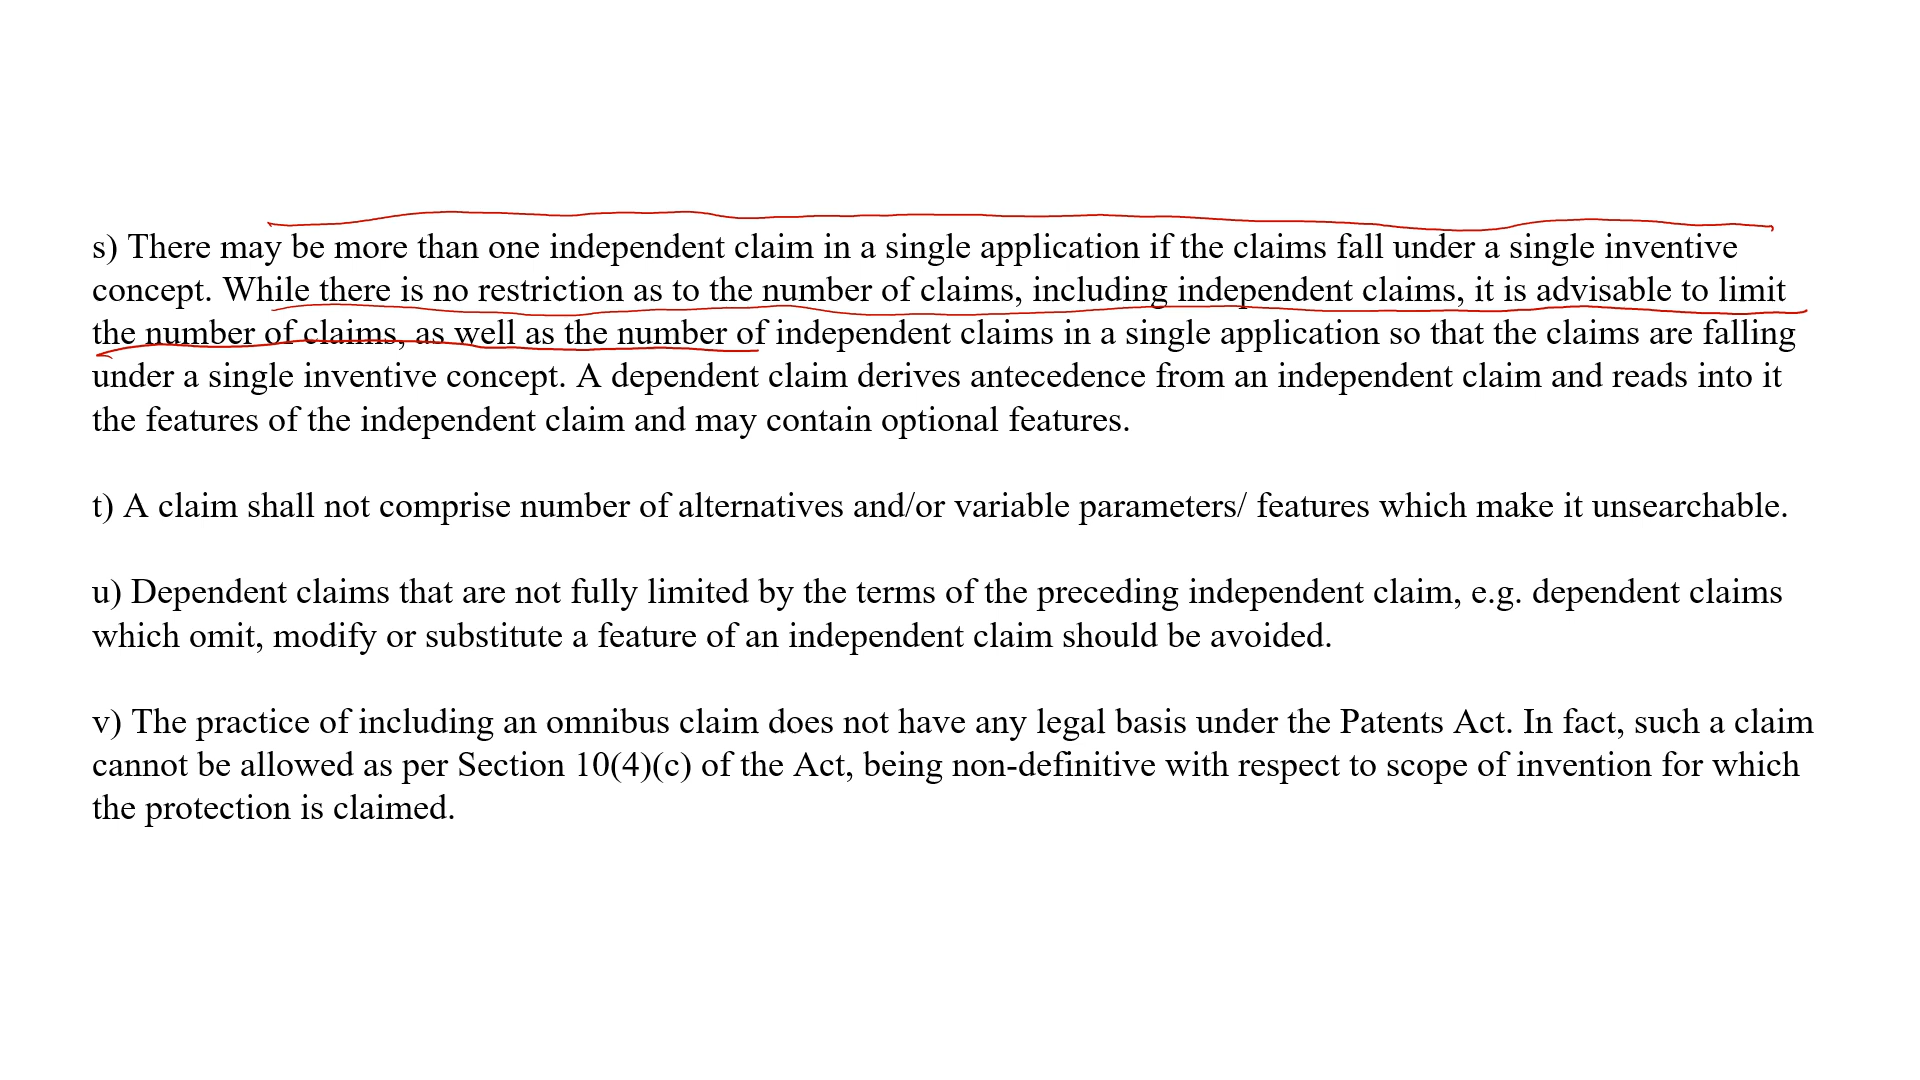 s) There may be more than one independent claim in a single application if the claims fall under a single inventive
concept. While there is no restriction as to the number of claims, including independent claims, it is advisable to limit
the number of claims, as well as the number of independent claims in a single application so that the claims are falling
under a single inventive concept. A dependent claim derives antecedence from an independent claim and reads into it
the features of the independent claim and may contain optional features.
t) A claim shall not comprise number of alternatives and/or variable parameters/ features which make it unsearchable.
u) Dependent claims that are not fully limited by the terms of the preceding independent claim, e.g. dependent claims
which omit, modify or substitute a feature of an independent claim should be avoided.
v) The practice of including an omnibus claim does not have any legal basis under the Patents Act. In fact, such a claim
cannot be allowed as per Section 10(4)(c) of the Act, being non-definitive with respect to scope of invention for which
the protection is claimed.